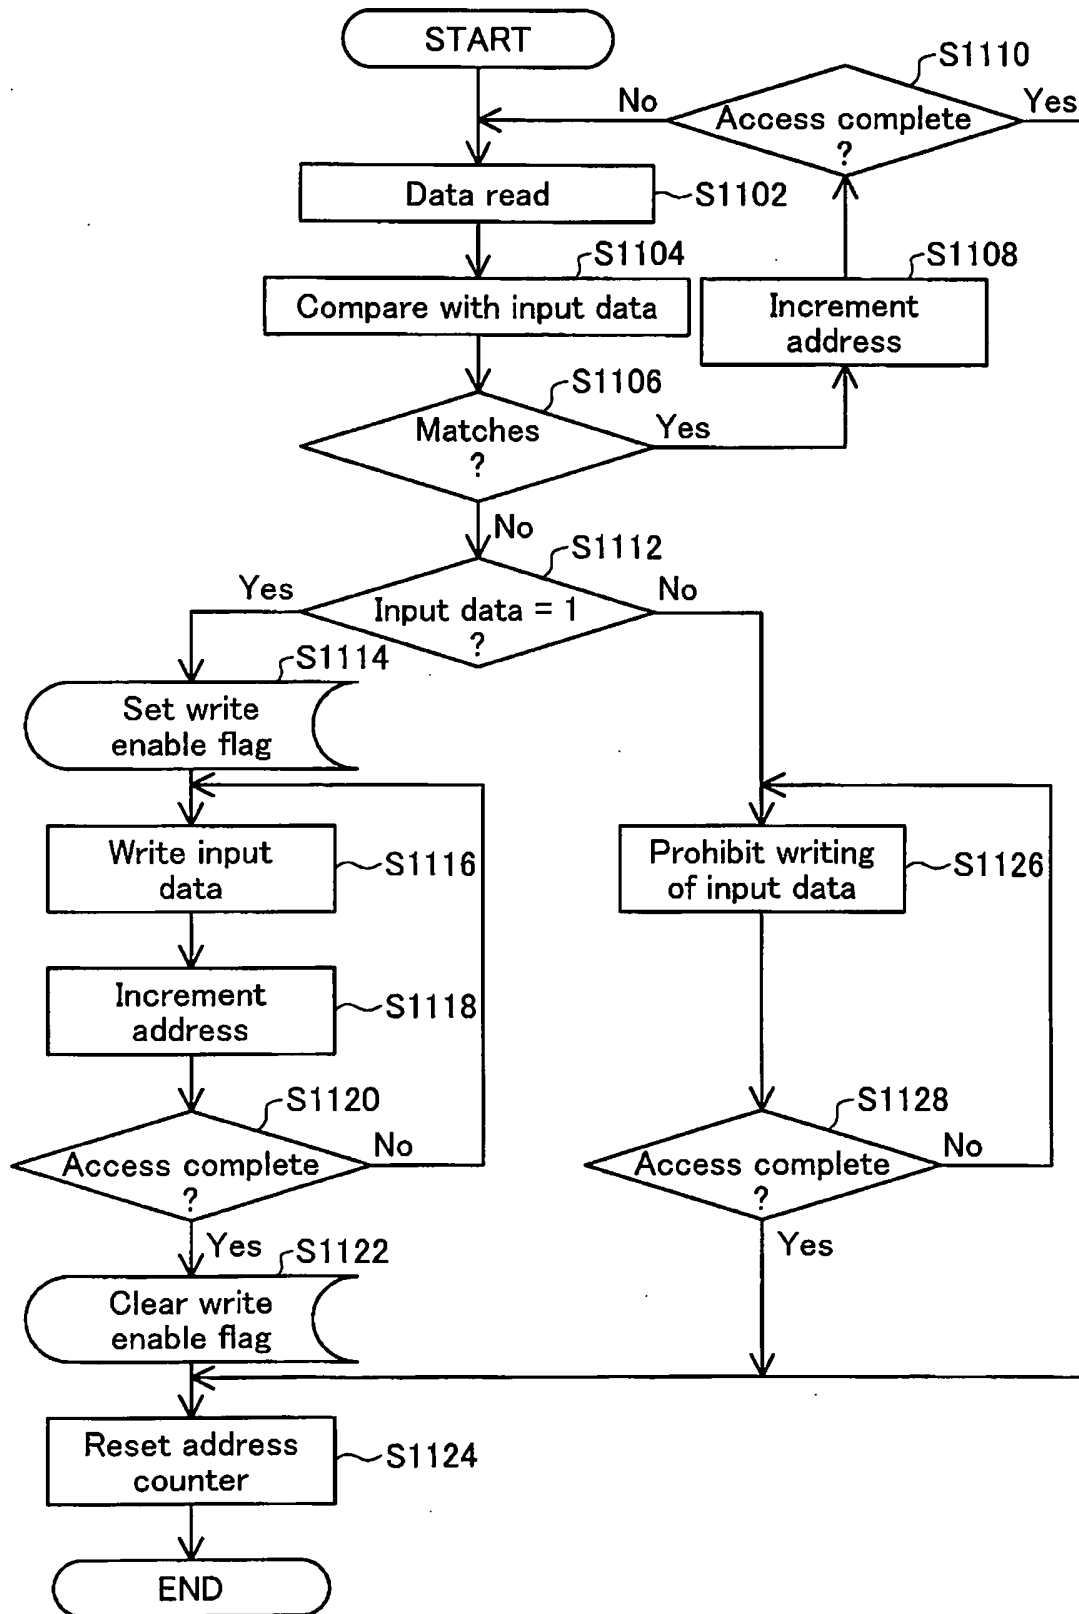 START
S1110
No
Yes
Access complete
?
Data read
S1102
S1104
S1108
Compare with input data
Increment
address
S1106
Matches
?
Yes
No
S1112
Yes
No
Input data = 1
?
S1114
Set write
enable flag
Write input
data
S1116
Prohibit writing
of input data
S1126
Increment
address
S1118
S1120
S1128
No
No
Access complete
?
Access complete
?
Yes
S1122
Yes
Clear write
enable flag
Reset address
counter
S1124
END